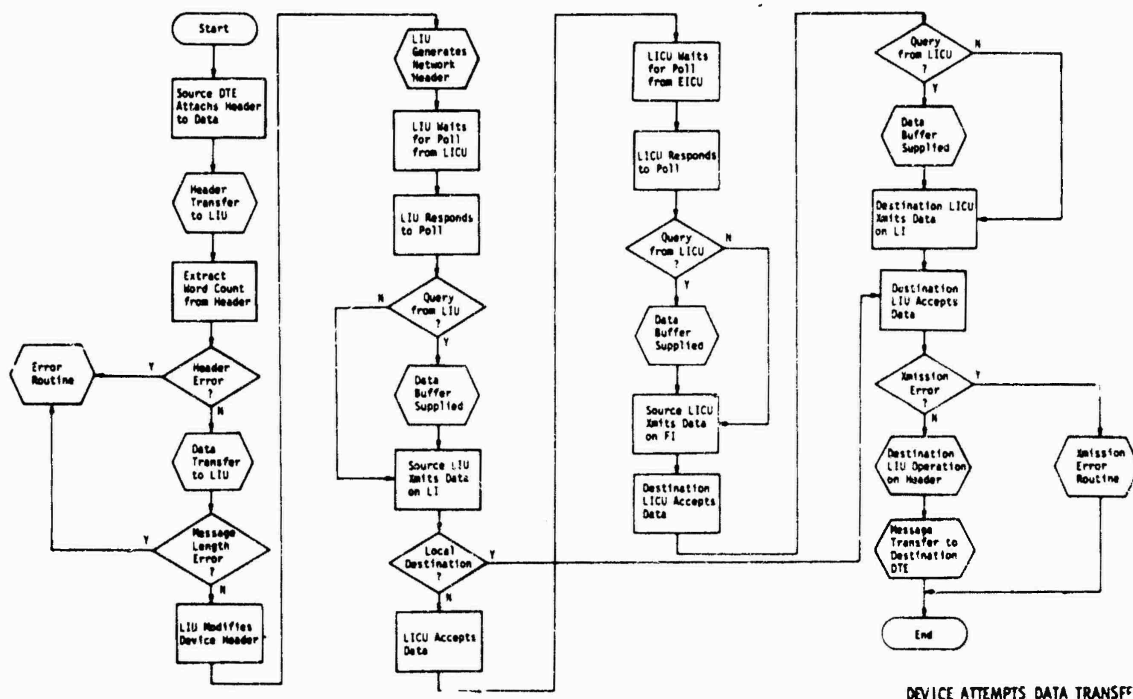 Start
Source DTE
Attachs Header
to Data
Header
Transfer
to LIU
Extract
Word Count
from Header
Header
Error
?
Y
N
Error
Routine
Data
Transfer
to LIU
Message
Length
Error
?
Y
N
LIU Modifies
Device Header
LIU
Generates
Network
Header
LIU Waits
for Poll
from LICU
LIU Responds
to Poll
Query
from LIU
?
N
Y
Data
Buffer
Supplied
Source LIU
Xmits Data
on LI
Local
Destination
?
Y
N
LICU Accepts
Data
LICU Waits
for Poll
from EICU
LICU Responds
to Poll
Query
from LICU
?
N
Y
Data
Buffer
Supplied
Source LICU
Xmits Data
on FI
Destination
LICU Accepts
Data
Query
from LICU
?
N
Y
Data
Buffer
Supplied
Destination LICU
Xmits Data
on LI
Destination
LIU Accepts
Data
Xmission
Error
?
Y
N
Destination
LIU Operation
on Header
Xmission
Error
Routine
Message
Transfer to
Destination
DTE
End
DEVICE ATTEMPTS DATA